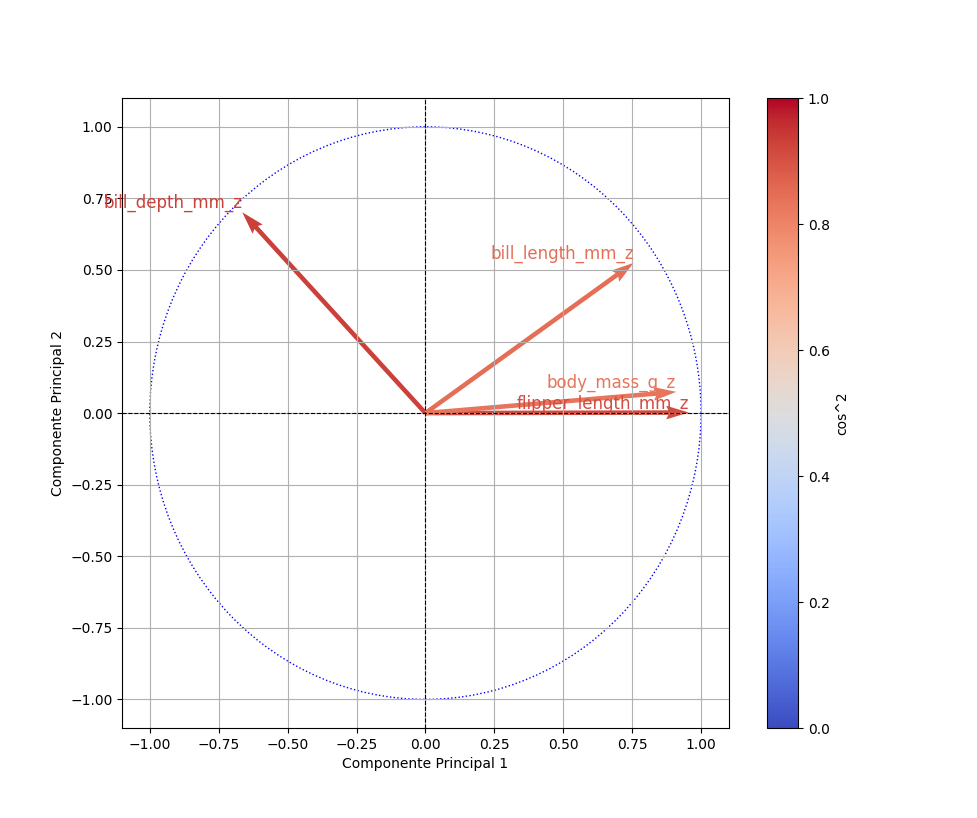 1.00
0.75
0.50
0.25
0.00
−0.25
−0.50
−0.75
−1.00
Componente Principal 2
bill_depth_mm_z
bill_length_mm_z
body_mass_g_z
flipper_length_mm_z
−1.00 −0.75 −0.50 −0.25 0.00 0.25 0.50 0.75 1.00
Componente Principal 1
1.0
0.8
0.6
0.4
0.2
0.0
cos^2